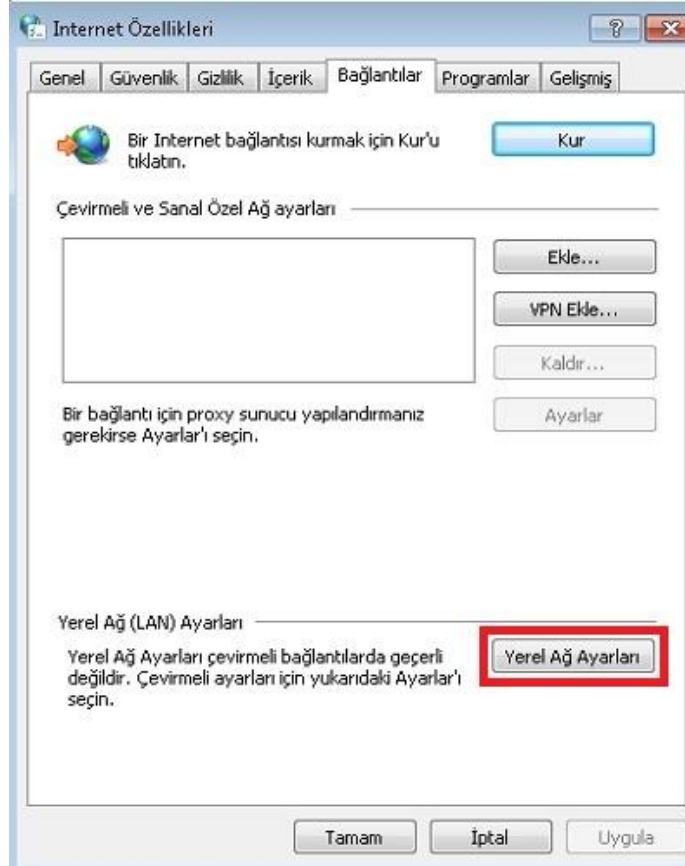 Internet Özellikleri
Genel Güvenlik Gizlilik İçerik Bağlantılar Programlar Gelişmiş
Bir Internet bağlantısı kurmak için Kur'u
tıklatın.
Kur
Çevirmeli ve Sanal Özel Ağ ayarları
Ekle...
VPN Ekle...
Kaldır...
Bir bağlantı için proxy sunucu yapılandırmanız
gerekirse Ayarlar'ı seçin.
Ayarlar
Yerel Ağ (LAN) Ayarları
Yerel Ağ Ayarları çevirmeli bağlantılarda geçerli
değildir. Çevirmeli ayarları için yukarıdaki Ayarlar'ı
seçin.
Yerel Ağ Ayarları
Tamam İptal Uygula